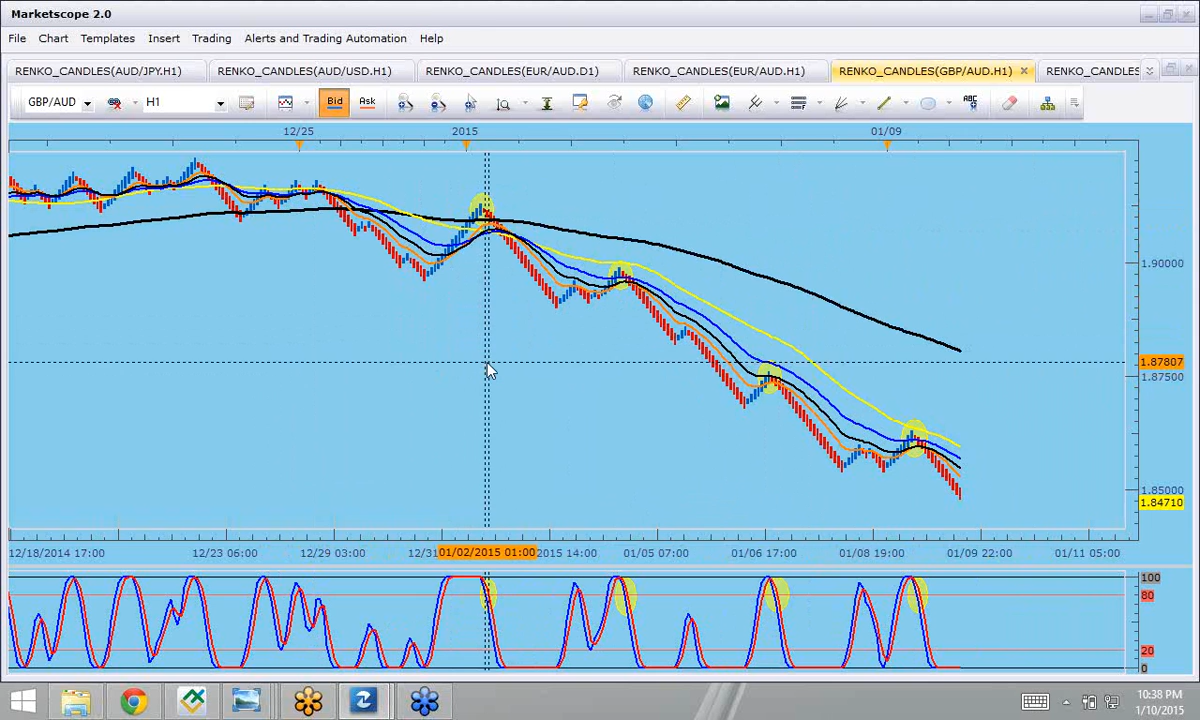 Marketscope 2.0
File Chart Templates Insert Trading Alerts and Trading Automation Help
RENKO_CANDLES(AUD/JPY.H1) RENKO_CANDLES(AUD/USD.H1) RENKO_CANDLES(EUR/AUD.D1) RENKO_CANDLES(EUR/AUD.H1) RENKO_CANDLES(GBP/AUD.H1) RENKO_CANDLES
GBP/AUD H1 Bid Ask ABC
12/25 2015 01/09
1.90000
1.87807
1.87500
1.85000
1.84710
12/18/2014 17:00 12/23 06:00 12/29 03:00 12/31 01/02/2015 01:00 2015 14:00 01/05 07:00 01/06 17:00 01/08 19:00 01/09 22:00 01/11 05:00
100
80
20
0
10:38 PM
1/10/2015